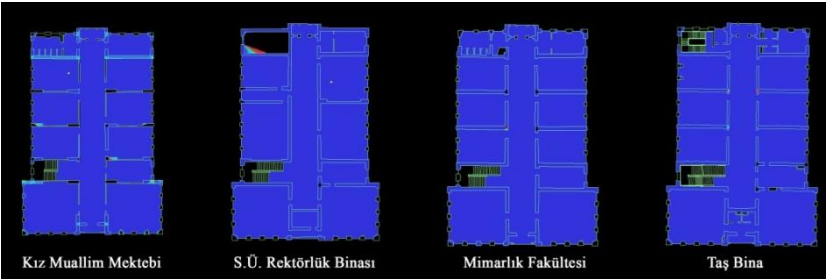 Kız Muallim Mektebi
S.Ü. Rektörlük Binası
Mimarlık Fakültesi
Taş Bina